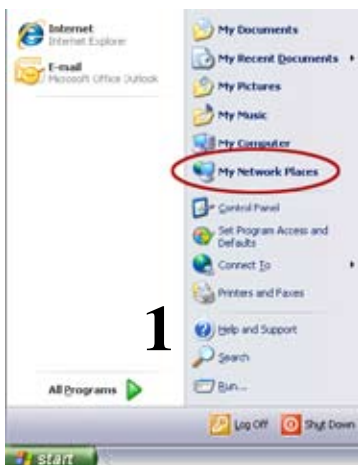 Internet
Internet Explorer
E-mail
Microsoft Office Outlook
All Programs
My Documents
My Recent Documents
My Pictures
My Music
My Computer
My Network Places
Control Panel
Set Program Access and
Defaults
Connect To
Printers and Faxes
Help and Support
Search
Run...
1
Log Off
Shut Down
start